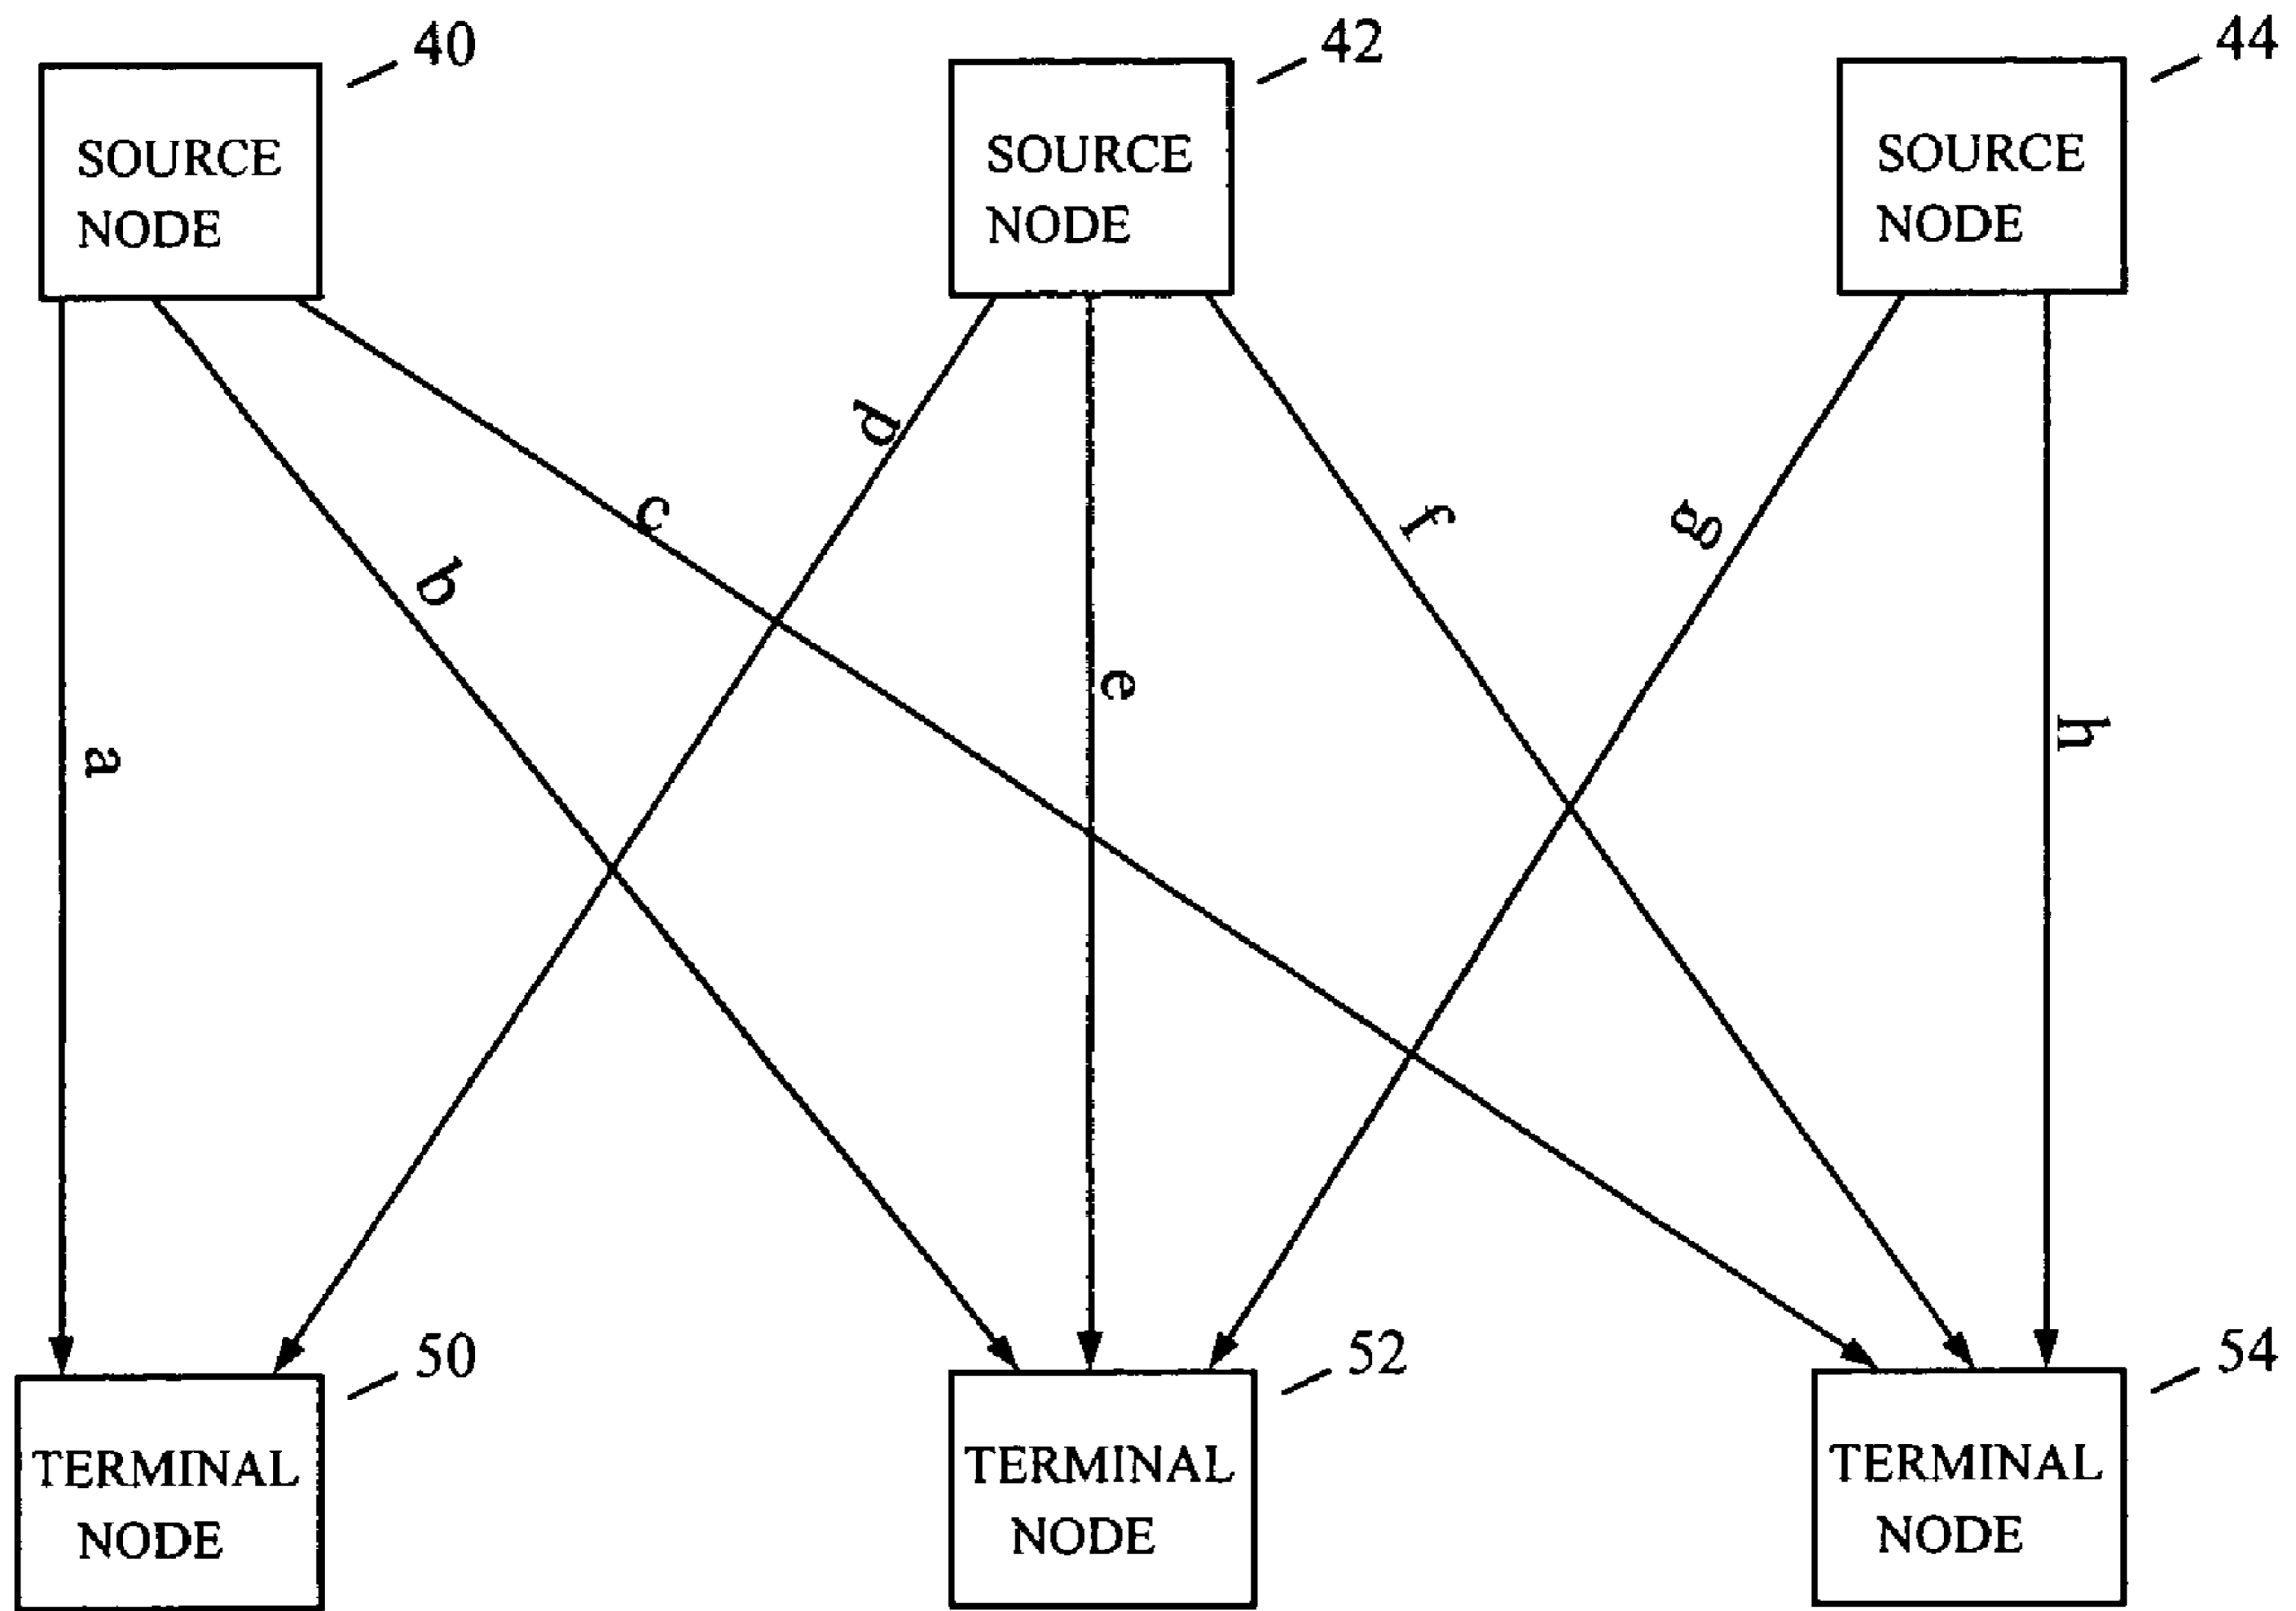 40
42
44
SOURCE
NODE
SOURCE
NODE
SOURCE
NODE
d
c
f
g
b
e
h
a
50
52
54
TERMINAL
NODE
TERMINAL
NODE
TERMINAL
NODE